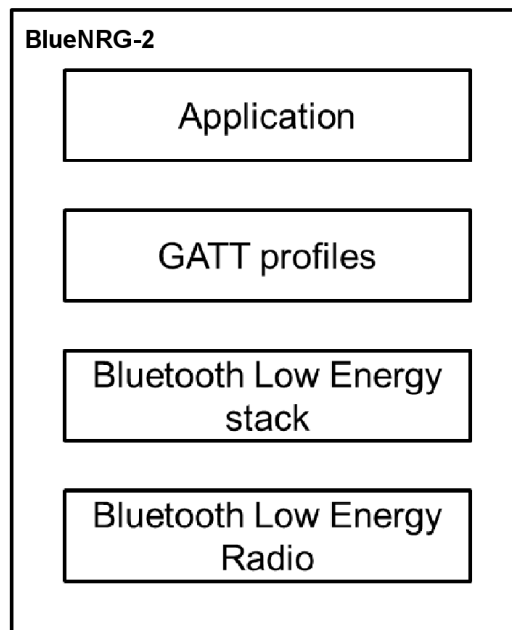 BlueNRG-2
Application
GATT profiles
Bluetooth Low Energy
stack
Bluetooth Low Energy
Radio